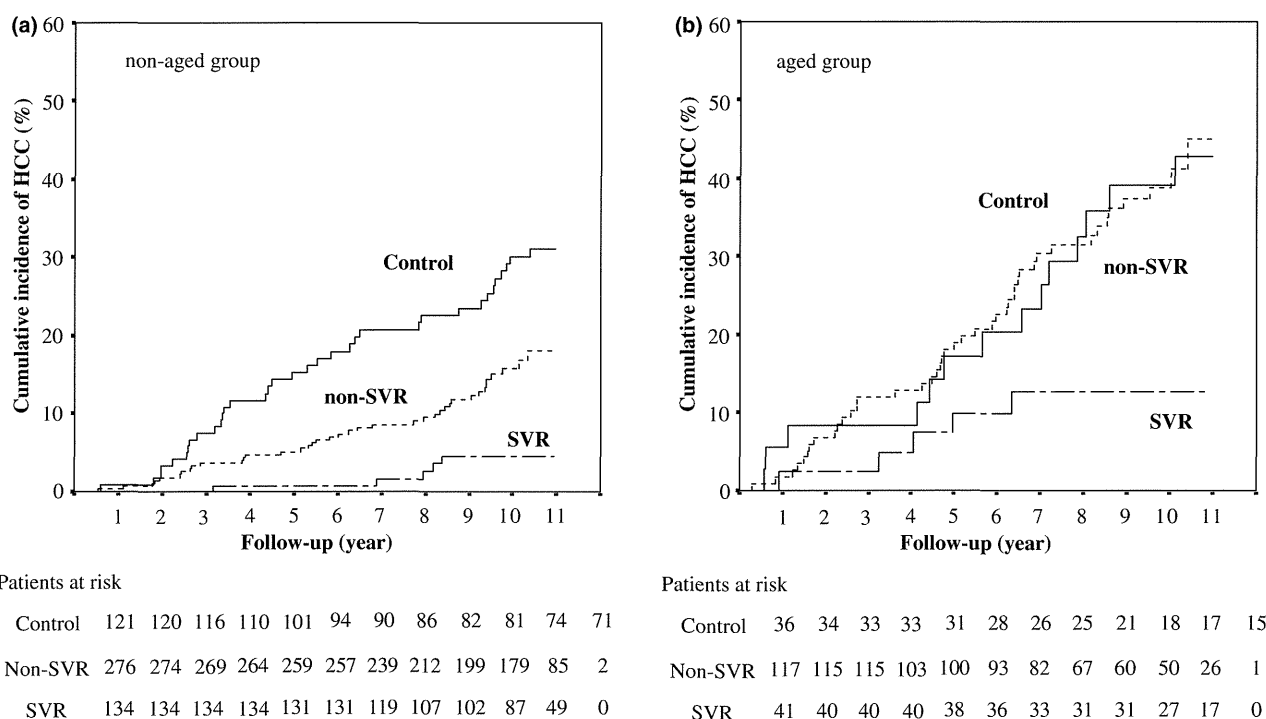 (a)
non-aged group
Cumulative incidence of HCC (%)
60
50
40
30
20
10
0
Control
non-SVR
SVR
1 2 3 4 5 6 7 8 9 10 11
Follow-up (year)
Patients at risk
Control 121 120 116 110 101 94 90 86 82 81 74 71
Non-SVR 276 274 269 264 259 257 239 212 199 179 85 2
SVR 134 134 134 134 131 131 119 107 102 87 49 0
(b)
aged group
Cumulative incidence of HCC (%)
60
50
40
30
20
10
0
Control
non-SVR
SVR
1 2 3 4 5 6 7 8 9 10 11
Follow-up (year)
Patients at risk
Control 36 34 33 33 31 28 26 25 21 18 17 15
Non-SVR 117 115 115 103 100 93 82 67 60 50 26 1
SVR 41 40 40 40 38 36 33 31 31 27 17 0